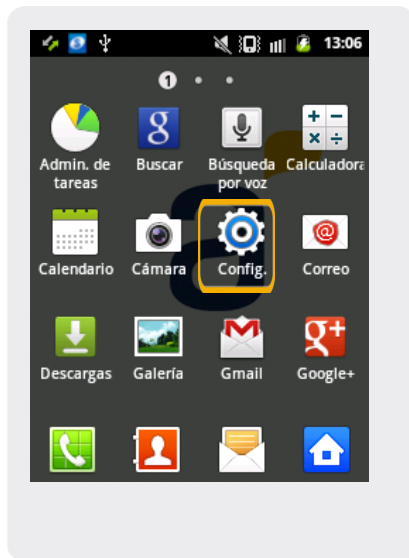 13:06
1
Admin. de
tareas
Buscar
Búsqueda
por voz
Calculadora
Calendario
Cámara
Config.
Correo
Descargas
Galería
Gmail
Google+